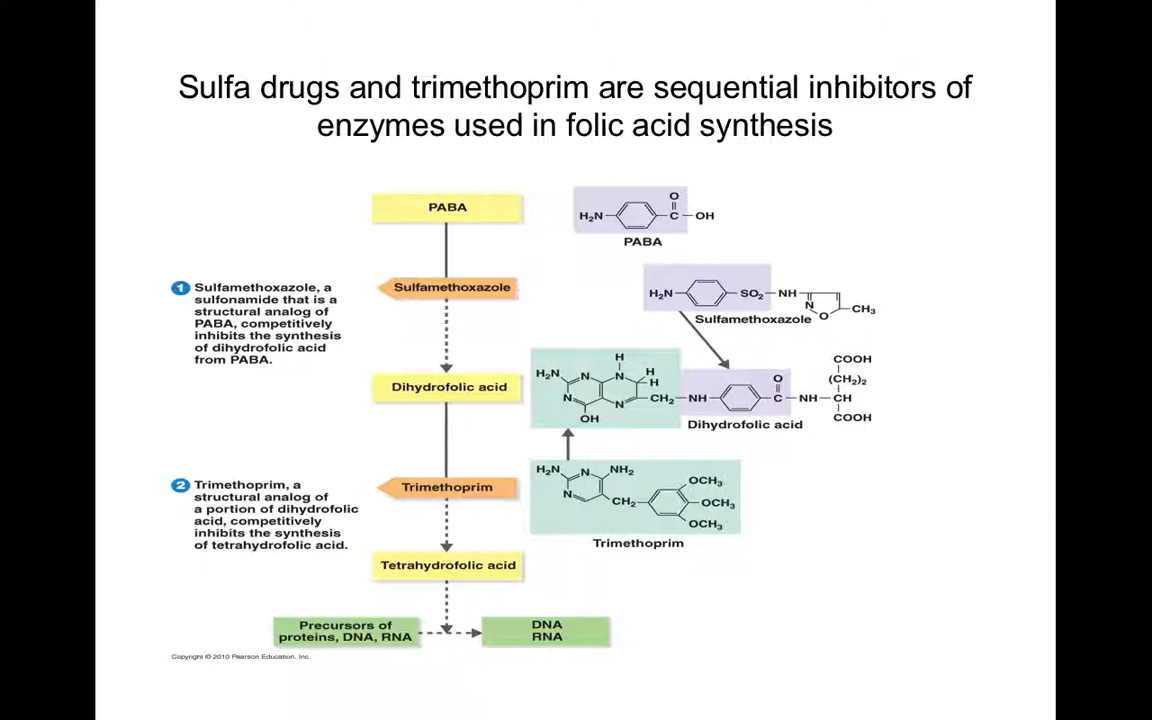 Sulfa drugs and trimethoprim are sequential inhibitors of
enzymes used in folic acid synthesis
PABA
H₂N
O
C
OH
PABA
1 Sulfamethoxazole, a
sulfonamide that is a
structural analog of
PABA, competitively
inhibits the synthesis
of dihydrofolic acid
from PABA.
Sulfamethoxazole
H₂N
SO₂
NH
N
O
CH₃
Sulfamethoxazole
Dihydrofolic acid
H
H₂N
N
N
H
H
N
N
OH
CH₂
NH
O
C
NH
COOH
(CH₂)₂
CH
COOH
Dihydrofolic acid
2 Trimethoprim, a
structural analog of
a portion of dihydrofolic
acid, competitively
inhibits the synthesis
of tetrahydrofolic acid.
Trimethoprim
H₂N
N
NH₂
N
CH₂
OCH₃
OCH₃
OCH₃
Trimethoprim
Tetrahydrofolic acid
Precursors of
proteins, DNA, RNA
DNA
RNA
Copyright © 2010 Pearson Education, Inc.